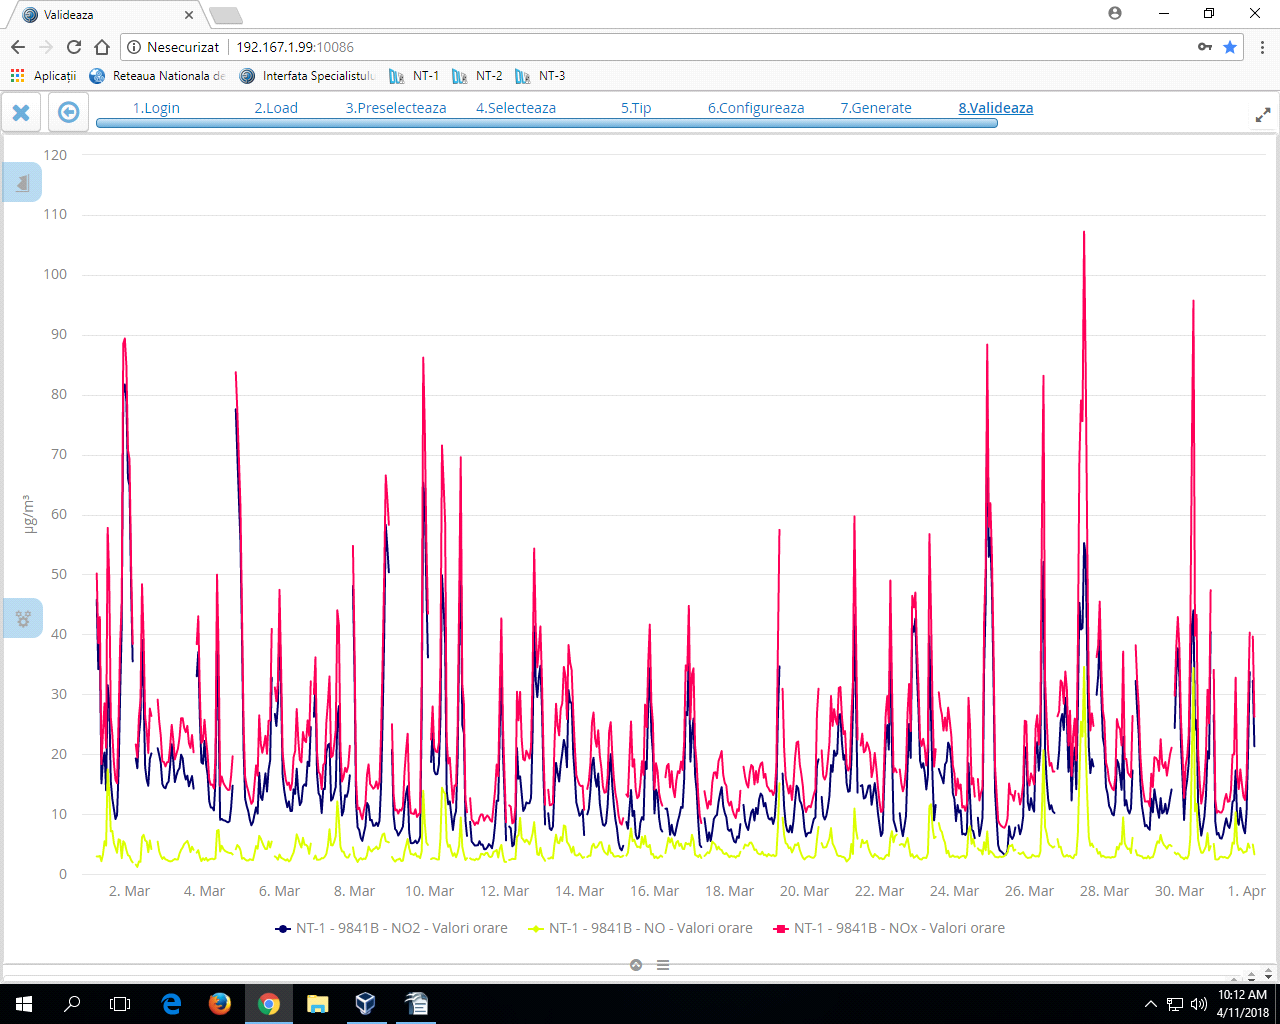 Valideaza
Nesecurizat 192.167.1.99:10086
Aplicații Reteaua Nationala de Interfata Specialistulu NT-1 NT-2 NT-3
1.Login 2.Load 3.Preselecteaza 4.Selecteaza 5.Tip 6.Configureaza 7.Generate 8.Valideaza
120
110
100
90
80
70
60
50
40
30
20
10
0
µg/m³
2. Mar 4. Mar 6. Mar 8. Mar 10. Mar 12. Mar 14. Mar 16. Mar 18. Mar 20. Mar 22. Mar 24. Mar 26. Mar 28. Mar 30. Mar 1. Apr
NT-1 - 9841B - NO2 - Valori orare NT-1 - 9841B - NO - Valori orare NT-1 - 9841B - NOx - Valori orare
10:12 AM
4/11/2018